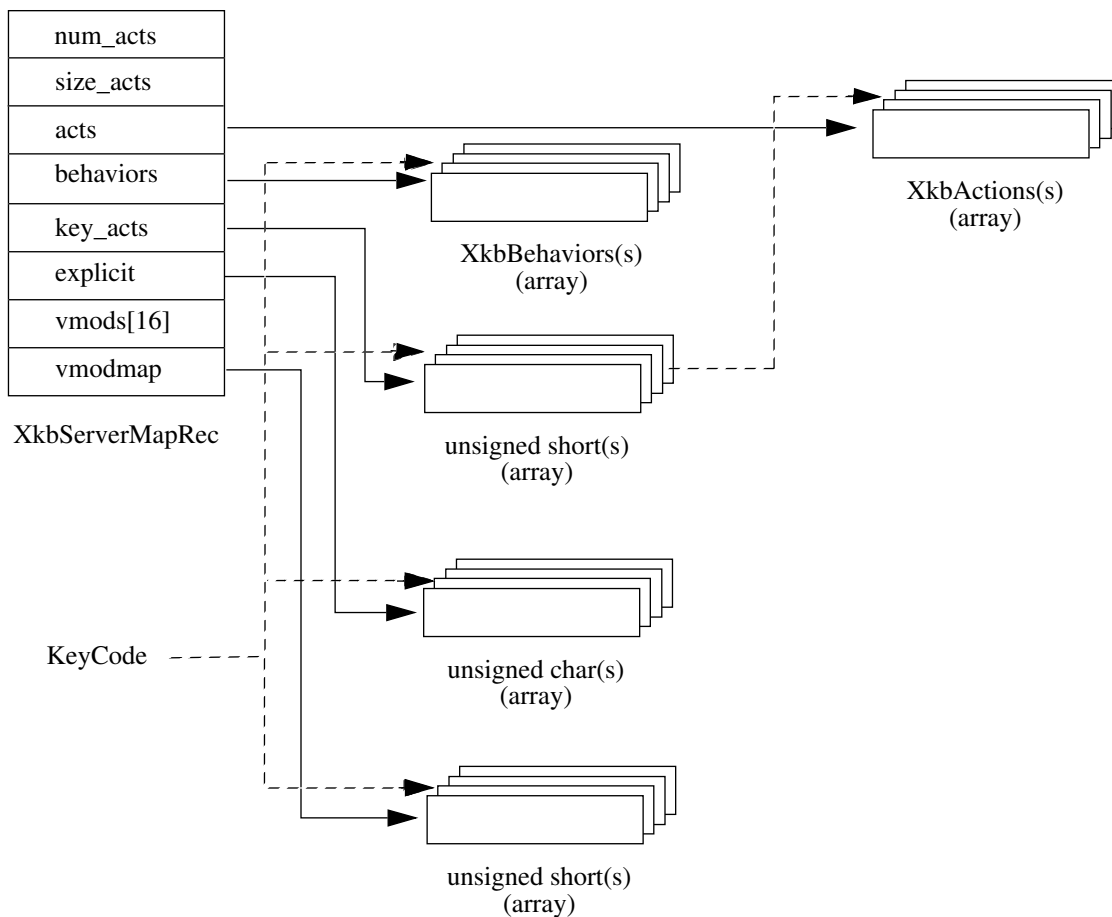 num_acts
size_acts
acts
behaviors
key_acts
explicit
vmods[16]
vmodmap
XkbServerMapRec
XkbActions(s)
(array)
XkbBehaviors(s)
(array)
unsigned short(s)
(array)
KeyCode
unsigned char(s)
(array)
unsigned short(s)
(array)